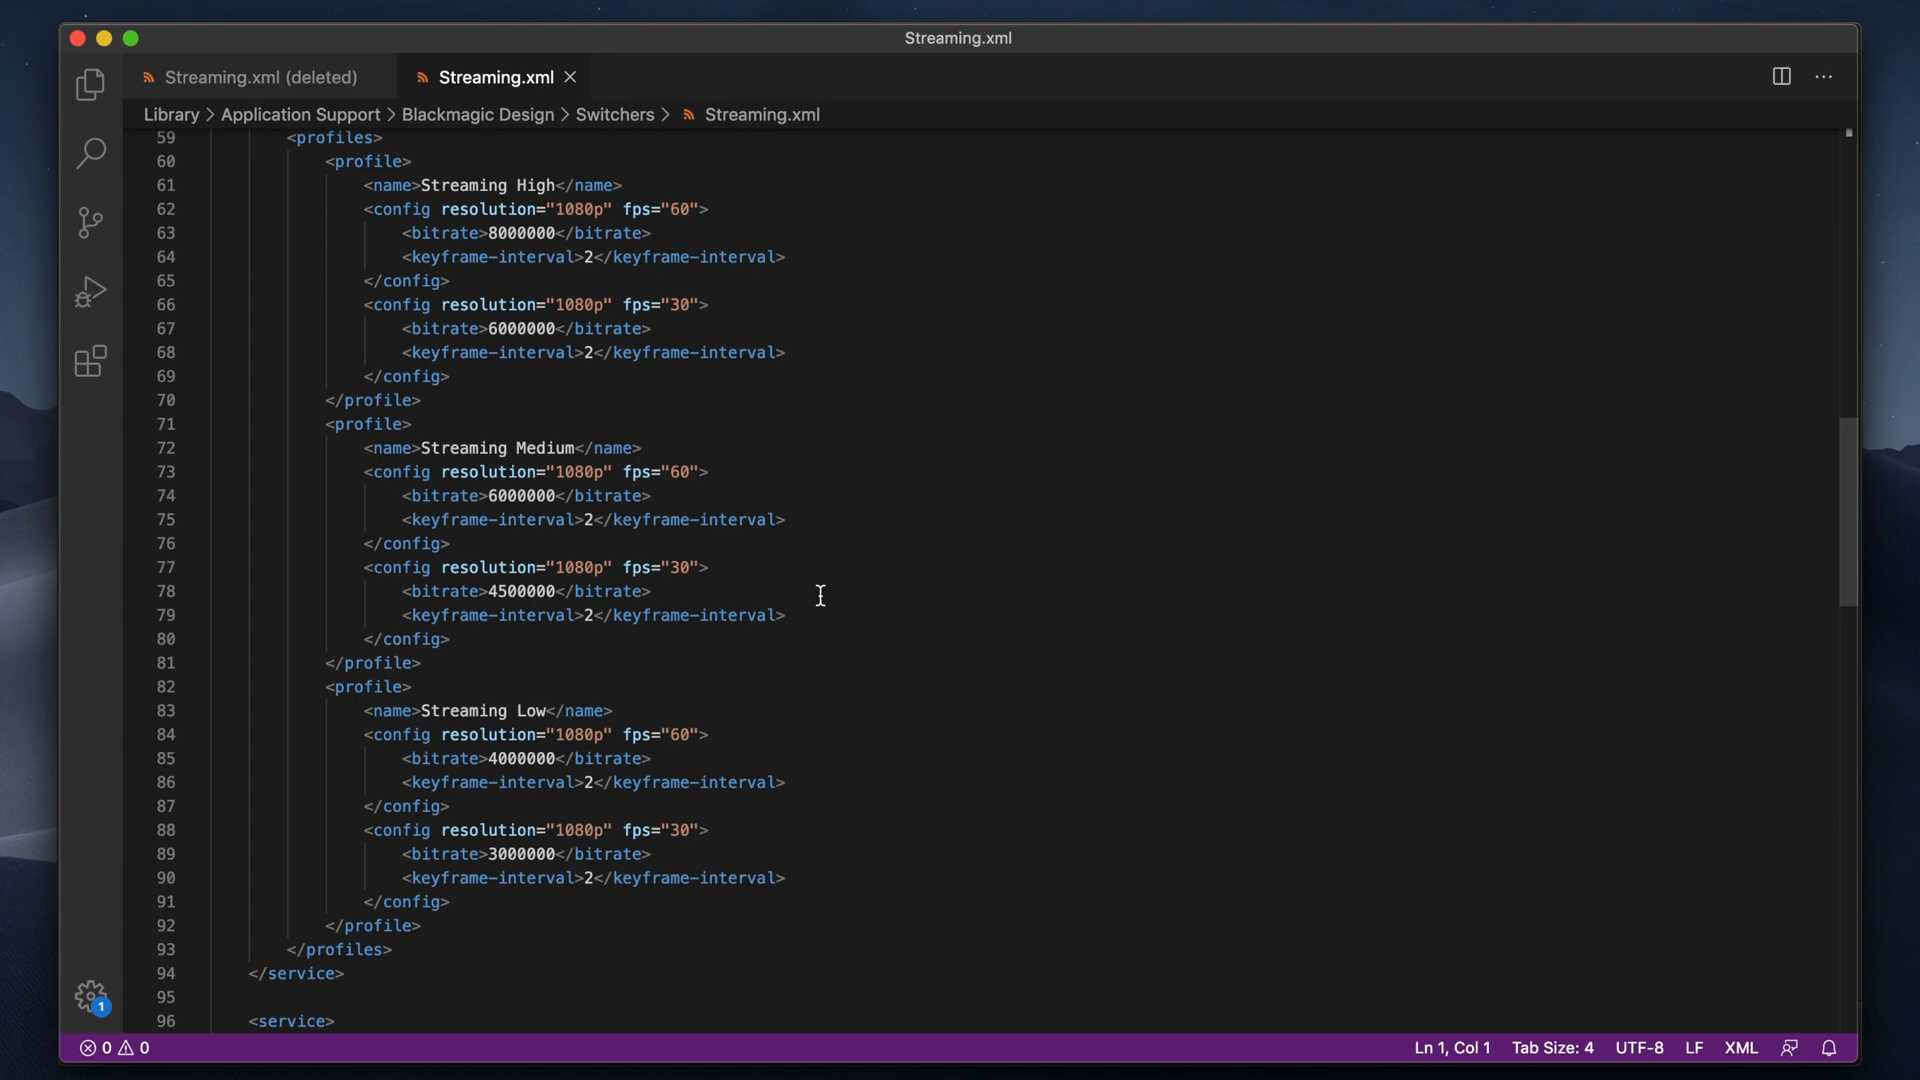 Streaming.xml
Streaming.xml (deleted)
Streaming.xml
Library > Application Support > Blackmagic Design > Switchers > Streaming.xml
59 <profiles>
60 <profile>
61 <name>Streaming High</name>
62 <config resolution="1080p" fps="60">
63 <bitrate>8000000</bitrate>
64 <keyframe-interval>2</keyframe-interval>
65 </config>
66 <config resolution="1080p" fps="30">
67 <bitrate>6000000</bitrate>
68 <keyframe-interval>2</keyframe-interval>
69 </config>
70 </profile>
71 <profile>
72 <name>Streaming Medium</name>
73 <config resolution="1080p" fps="60">
74 <bitrate>6000000</bitrate>
75 <keyframe-interval>2</keyframe-interval>
76 </config>
77 <config resolution="1080p" fps="30">
78 <bitrate>4500000</bitrate>
79 <keyframe-interval>2</keyframe-interval>
80 </config>
81 </profile>
82 <profile>
83 <name>Streaming Low</name>
84 <config resolution="1080p" fps="60">
85 <bitrate>4000000</bitrate>
86 <keyframe-interval>2</keyframe-interval>
87 </config>
88 <config resolution="1080p" fps="30">
89 <bitrate>3000000</bitrate>
90 <keyframe-interval>2</keyframe-interval>
91 </config>
92 </profile>
93 </profiles>
94 </service>
95
96 <service>
1
0 0 Ln 1, Col 1 Tab Size: 4 UTF-8 LF XML